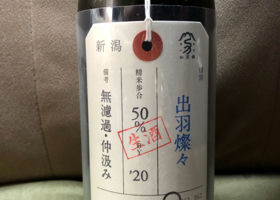 新潟
出羽燦々
精米歩合
50%
生酒
'20
備考
無濾過・仲汲み